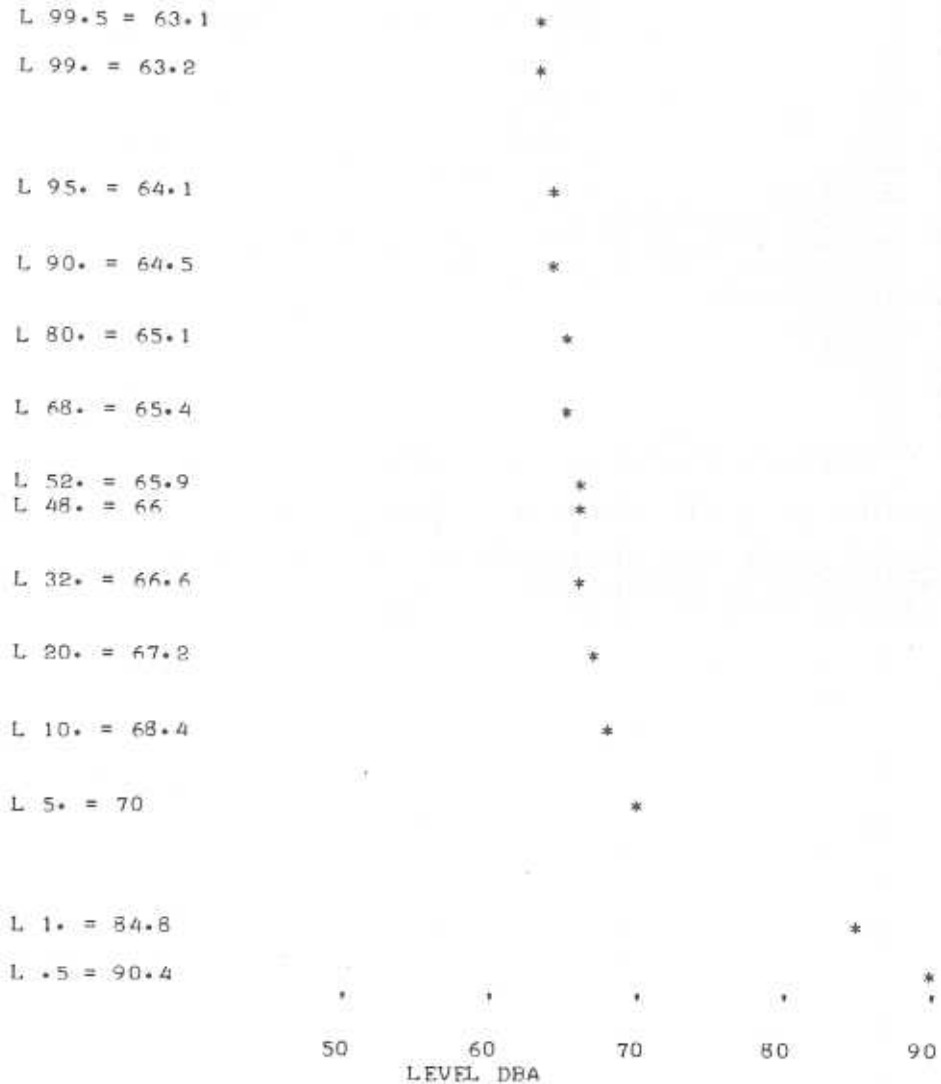 L 99.5 = 63.1 *
L 99. = 63.2 *
L 95. = 64.1 *
L 90. = 64.5 *
L 80. = 65.1 *
L 68. = 65.4 *
L 52. = 65.9 *
L 48. = 66 *
L 32. = 66.6 *
L 20. = 67.2 *
L 10. = 68.4 *
L 5. = 70 *
L 1. = 84.8 *
L .5 = 90.4 *
' ' ' ' '
50 60 70 80 90
LEVEL DBA